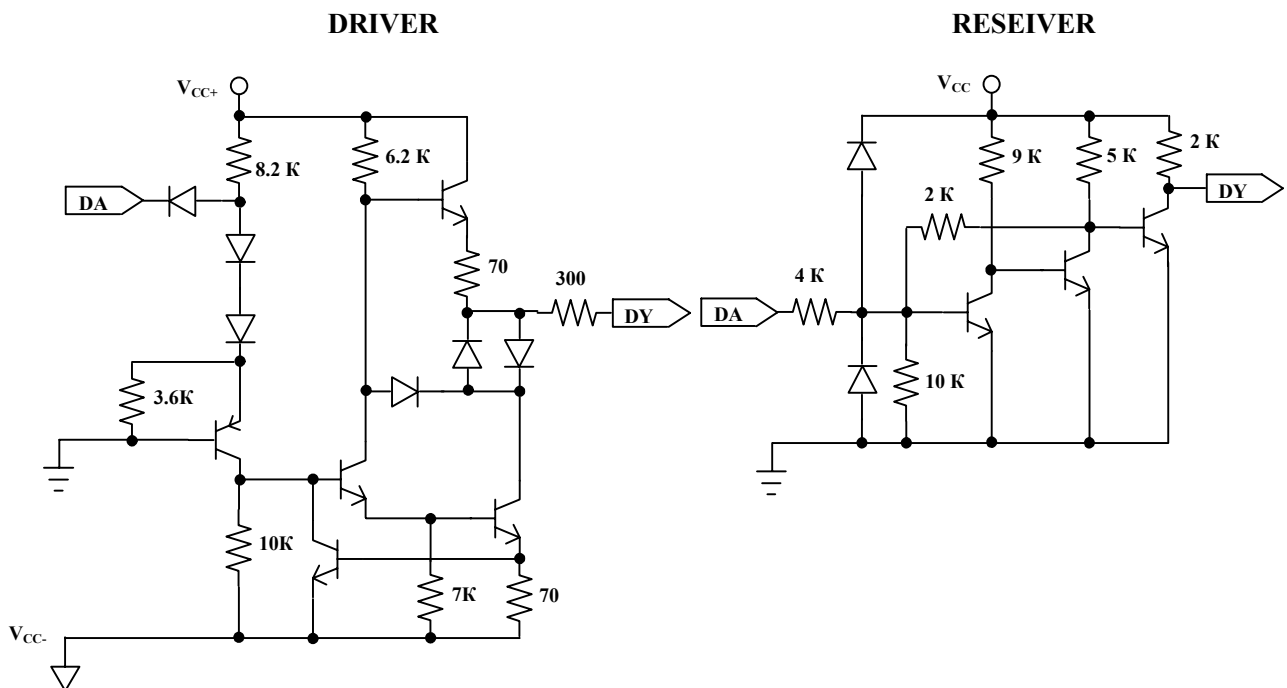 DRIVER
RESEIVER
VCC+
VCC
8.2 K
6.2 K
9 K
5 K
2 K
DA
DY
2 K
70
300
4 K
DY
DA
3.6K
10 K
10K
7K
70
VCC-